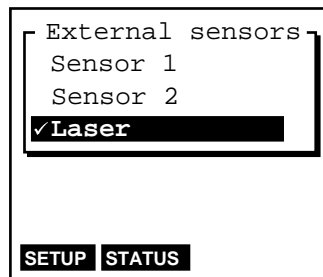 External sensors
Sensor 1
Sensor 2
✓Laser
SETUP STATUS